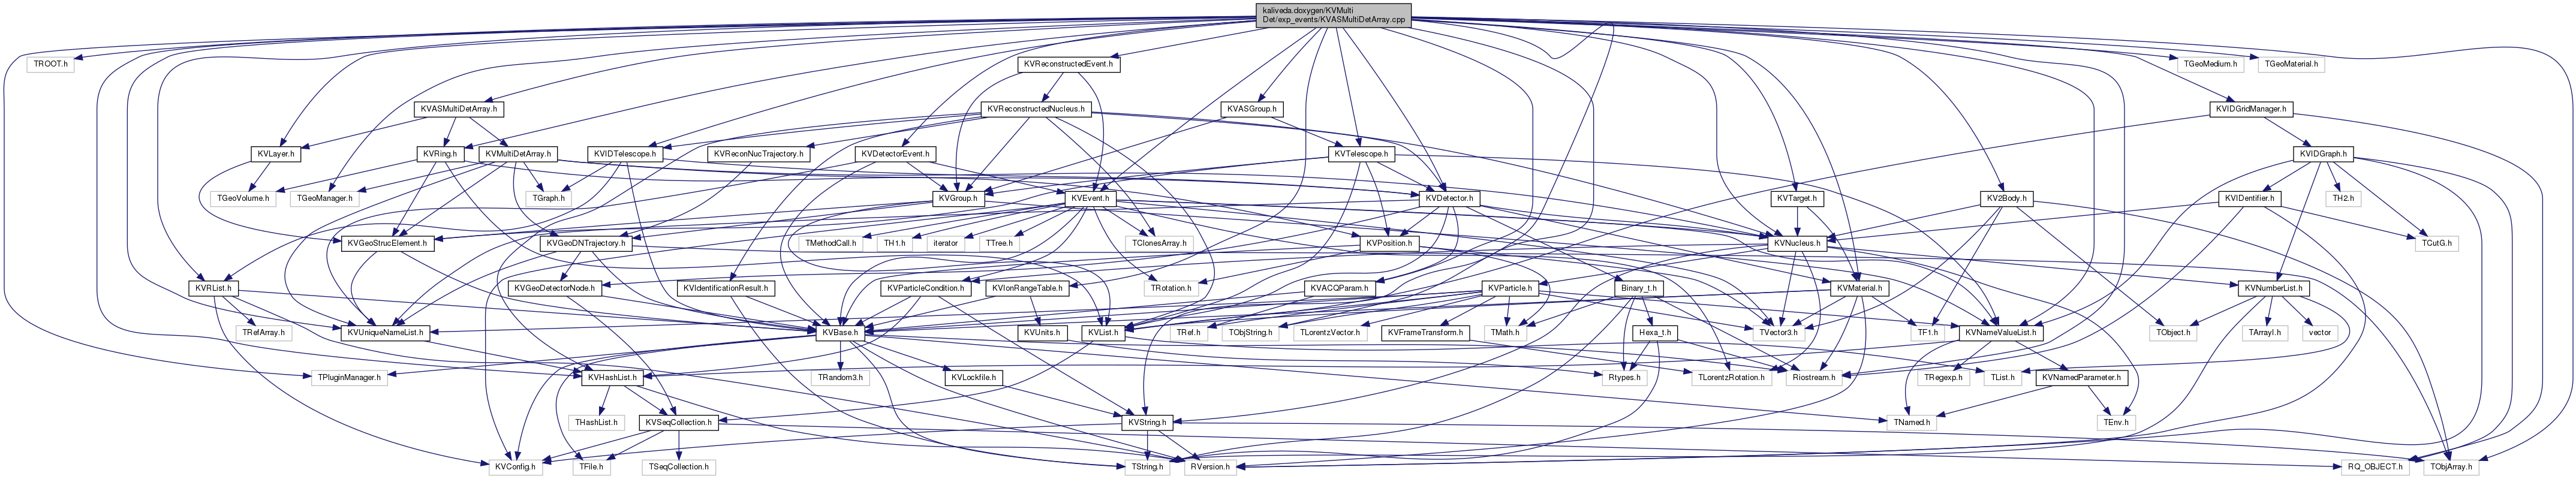 kaliveda.doxygen/KVMulti
Det/exp_events/KVASMultiDetArray.cpp
TROOT.h
KVReconstructedEvent.h
TGeoMedium.h
TGeoMaterial.h
KVASMultiDetArray.h
KVReconstructedNucleus.h
KVASGroup.h
KVIDGridManager.h
KVLayer.h
KVRing.h
KVMultiDetArray.h
KVIDTelescope.h
KVReconNucTrajectory.h
KVDetectorEvent.h
KVTelescope.h
KVIDGraph.h
TGeoVolume.h
TGeoManager.h
TGraph.h
KVGroup.h
KVEvent.h
KVDetector.h
KVTarget.h
KV2Body.h
KVIDentifier.h
TH2.h
KVGeoStrucElement.h
KVGeoDNTrajectory.h
TMethodCall.h
TH1.h
iterator
TTree.h
TClonesArray.h
KVPosition.h
KVNucleus.h
TCutG.h
KVRList.h
KVGeoDetectorNode.h
KVIdentificationResult.h
KVParticleCondition.h
KVIonRangeTable.h
TRotation.h
KVACQParam.h
KVParticle.h
Binary_t.h
KVMaterial.h
KVNumberList.h
TRefArray.h
KVUniqueNameList.h
KVBase.h
KVUnits.h
KVList.h
TRef.h
TObjString.h
TLorentzVector.h
KVFrameTransform.h
TMath.h
Hexa_t.h
TVector3.h
TF1.h
KVNameValueList.h
TObject.h
TArrayI.h
vector
TPluginManager.h
KVHashList.h
TRandom3.h
KVLockfile.h
Rtypes.h
TLorentzRotation.h
Riostream.h
TRegexp.h
TList.h
KVNamedParameter.h
THashList.h
KVSeqCollection.h
KVString.h
TNamed.h
TEnv.h
KVConfig.h
TFile.h
TSeqCollection.h
TString.h
RVersion.h
RQ_OBJECT.h
TObjArray.h